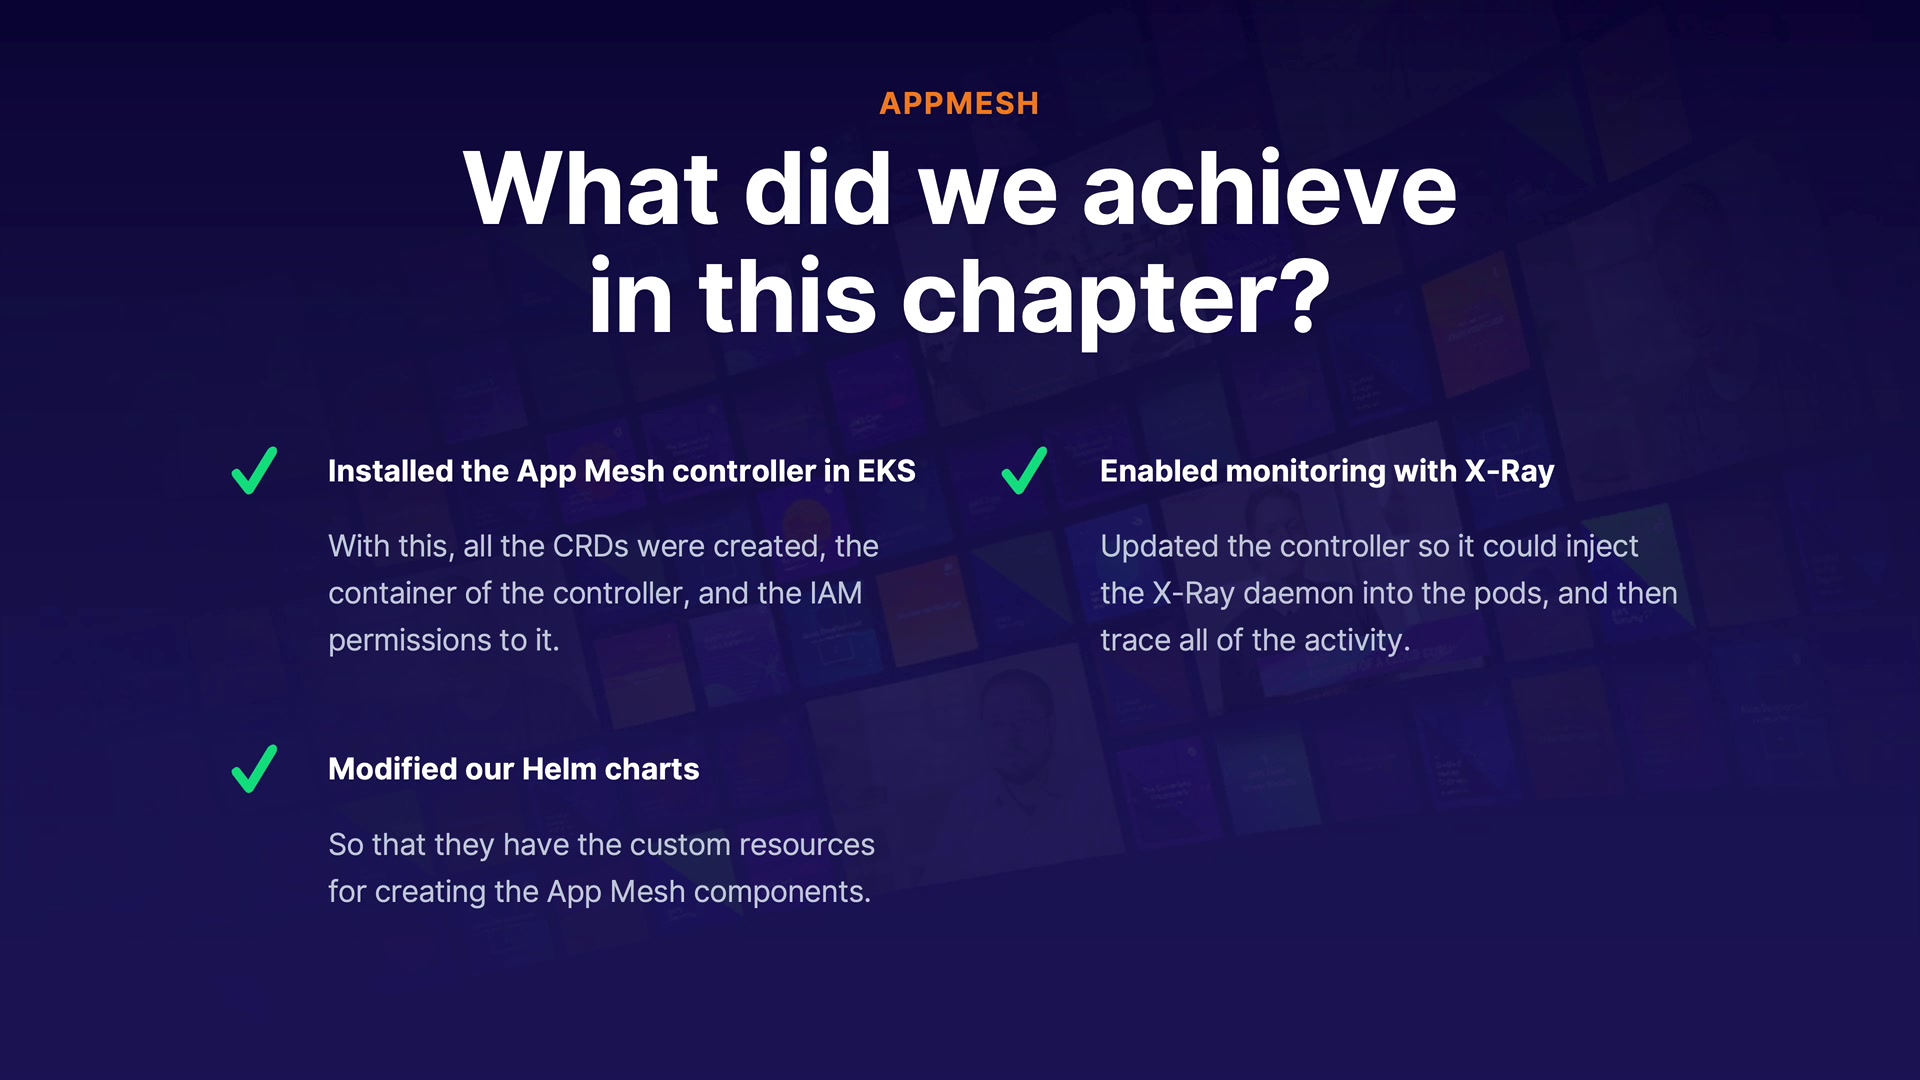 APPMESH
What did we achieve
in this chapter?
Installed the App Mesh controller in EKS
With this, all the CRDs were created, the
container of the controller, and the IAM
permissions to it.
Enabled monitoring with X-Ray
Updated the controller so it could inject
the X-Ray daemon into the pods, and then
trace all of the activity.
Modified our Helm charts
So that they have the custom resources
for creating the App Mesh components.